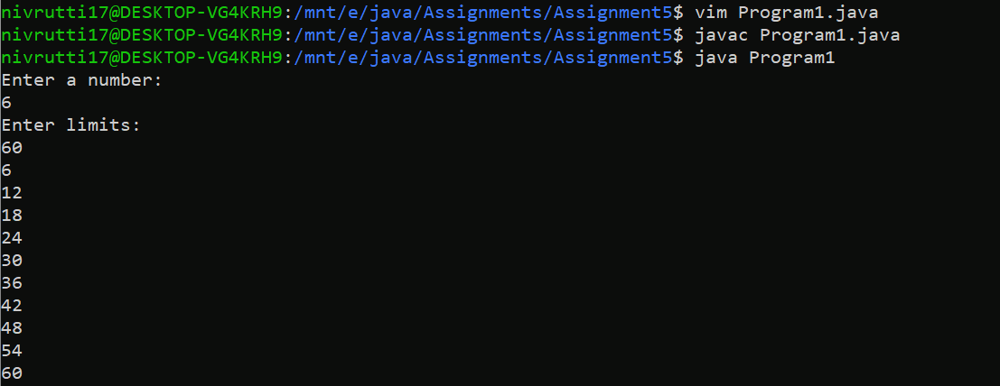 nivrutti17@DESKTOP-VG4KRH9:/mnt/e/java/Assignments/Assignment5$ vim Program1.java
nivrutti17@DESKTOP-VG4KRH9:/mnt/e/java/Assignments/Assignment5$ javac Program1.java
nivrutti17@DESKTOP-VG4KRH9:/mnt/e/java/Assignments/Assignment5$ java Program1
Enter a number:
6
Enter limits:
60
6
12
18
24
30
36
42
48
54
60